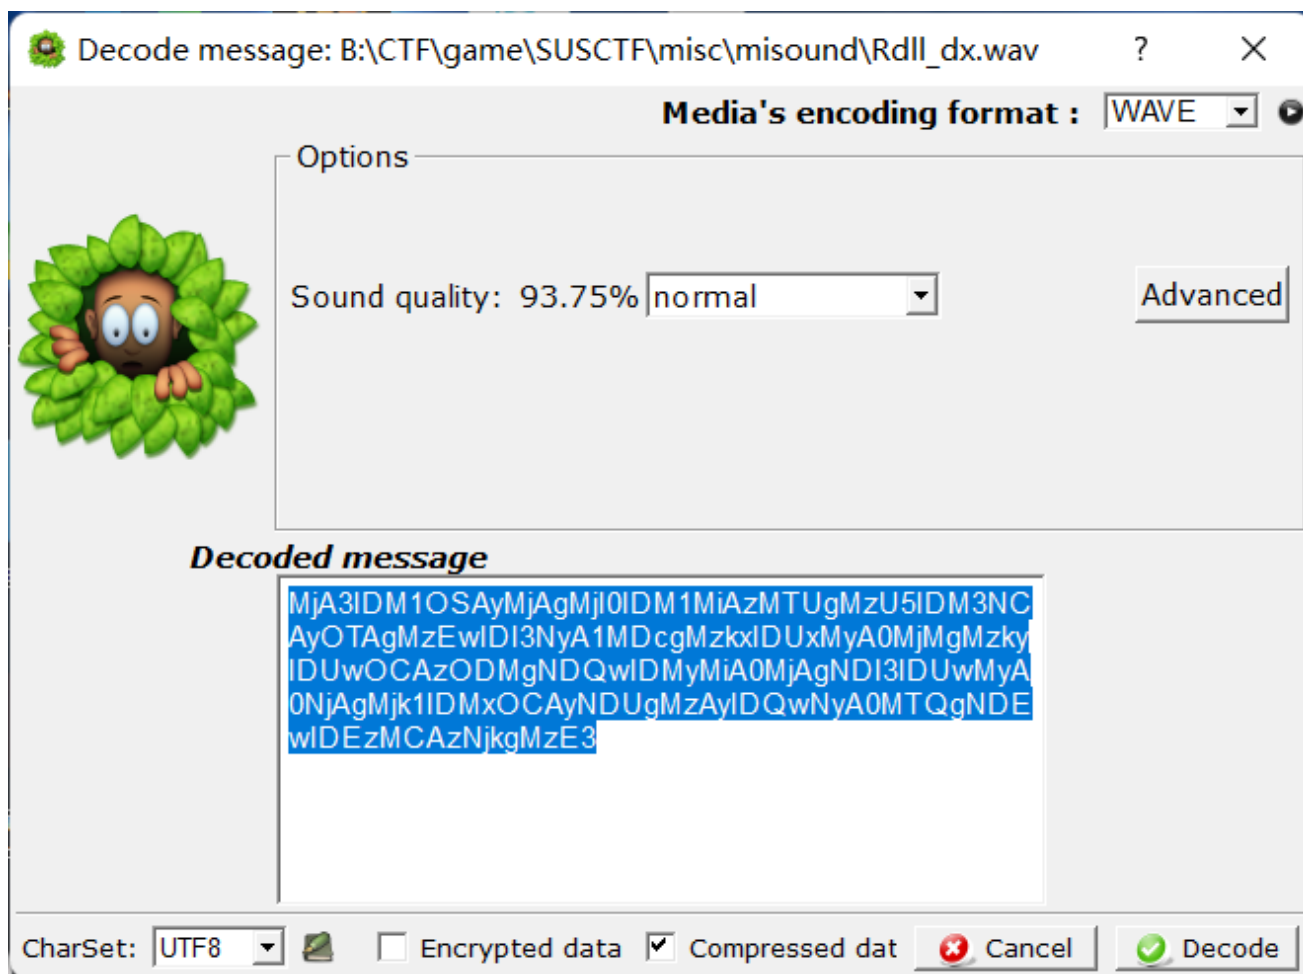 Decode message: B:\CTF\game\SUSCTF\misc\misound\Rdll_dx.wav ? ×
Media's encoding format : WAVE
Options
Sound quality: 93.75% normal Advanced
Decoded message
MjA3IDM1OSAyMjAgMjI0IDM1MiAzMTUgMzU5IDM3NC
AyOTAgMzEwIDI3NyA1MDcgMzkxIDUxMyA0MjMgMzky
IDUwOCAzODMgNDQwIDMyMiA0MjAgNDI3IDUwMyA
0NjAgMjk1IDMxOCAyNDUgMzAyIDQwNyA0MTQgNDE
wIDEzMCAzNjkgMzE3
CharSet: UTF8 Encrypted data Compressed dat Cancel Decode